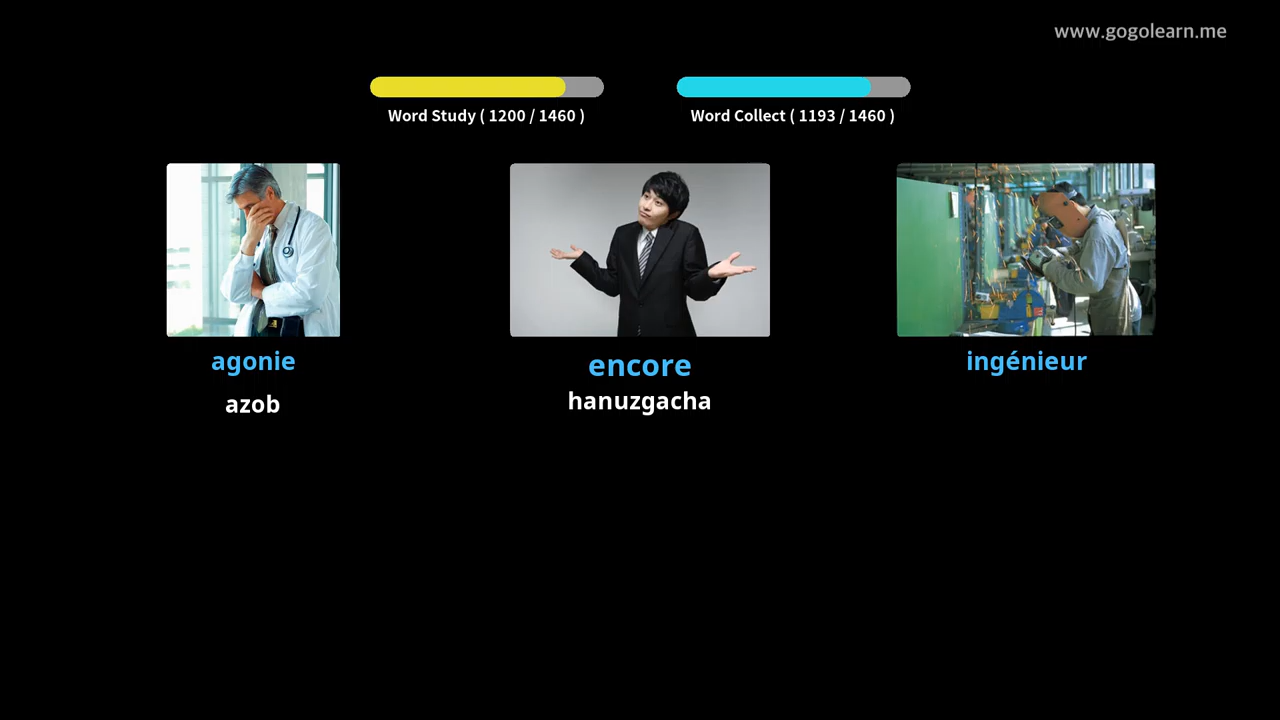 www.gogolearn.me
Word Study ( 1200 / 1460 )
Word Collect ( 1193 / 1460 )
agonie
azob
encore
hanuzgacha
ingénieur